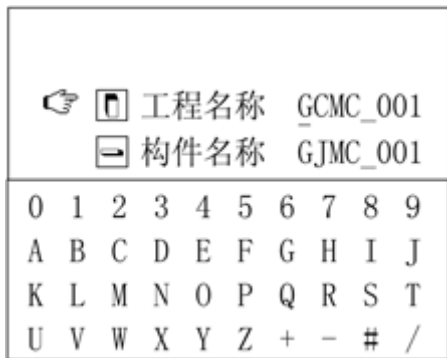 工程名称 GCMC_001
构件名称 GJMC_001
0 1 2 3 4 5 6 7 8 9
A B C D E F G H I J
K L M N O P Q R S T
U V W X Y Z + - # /